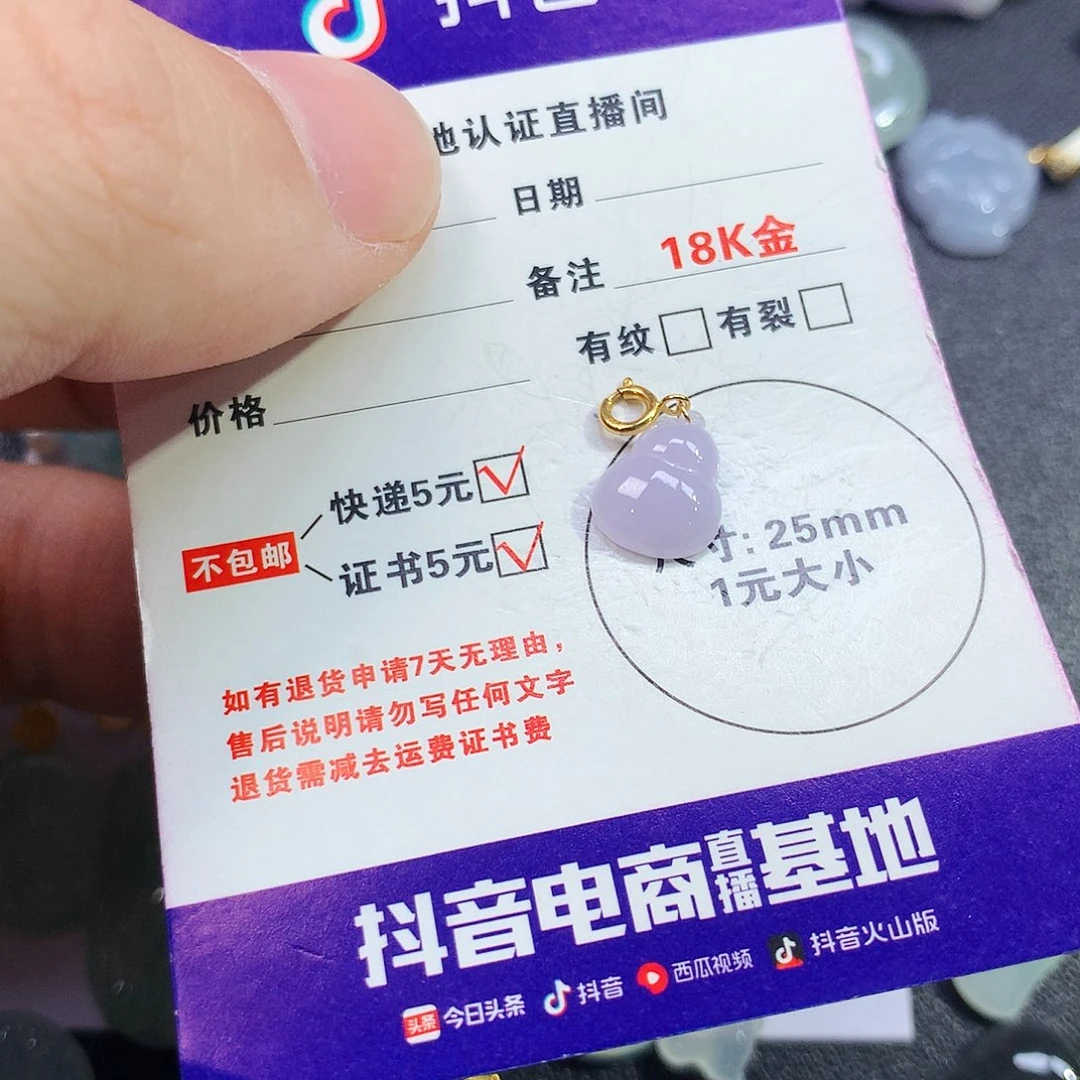 抖音
地认证直播间
日期
备注 18K金
有纹 有裂
价格
快递5元
不包邮
证书5元
寸: 25mm
1元大小
如有退货申请7天无理由，
售后说明请勿写任何文字
退货需减去运费证书费
抖音电商直播基地
头条 今日头条 抖音 西瓜视频 抖音火山版